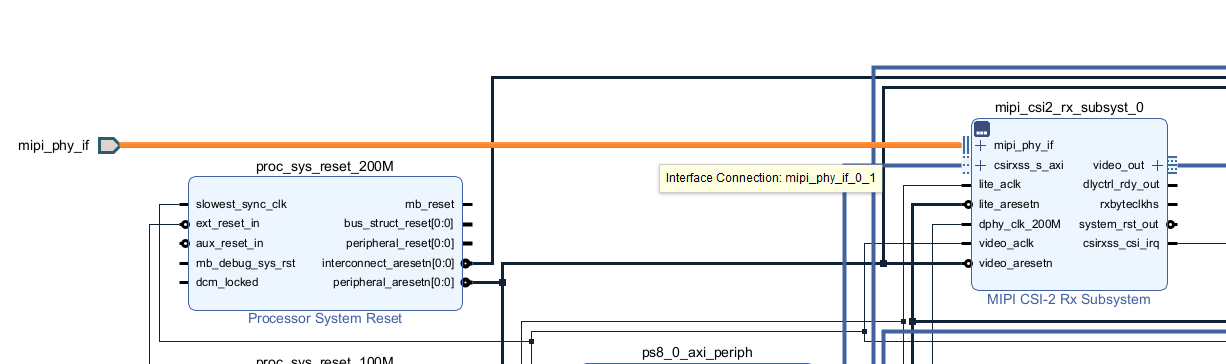 mipi_csi2_rx_subsyst_0
mipi_phy_if
mipi_phy_if
proc_sys_reset_200M
Interface Connection: mipi_phy_if_0_1
csirxss_s_axi
video_out
lite_aclk
dlyctrl_rdy_out
lite_aresetn
rxbyteclkhs
dphy_clk_200M
system_rst_out
video_aclk
csirxss_csi_irq
video_aresetn
MIPI CSI-2 Rx Subsystem
slowest_sync_clk
mb_reset
ext_reset_in
bus_struct_reset[0:0]
aux_reset_in
peripheral_reset[0:0]
mb_debug_sys_rst
interconnect_aresetn[0:0]
dcm_locked
peripheral_aresetn[0:0]
Processor System Reset
ps8_0_axi_periph
proc_sys_reset_100M